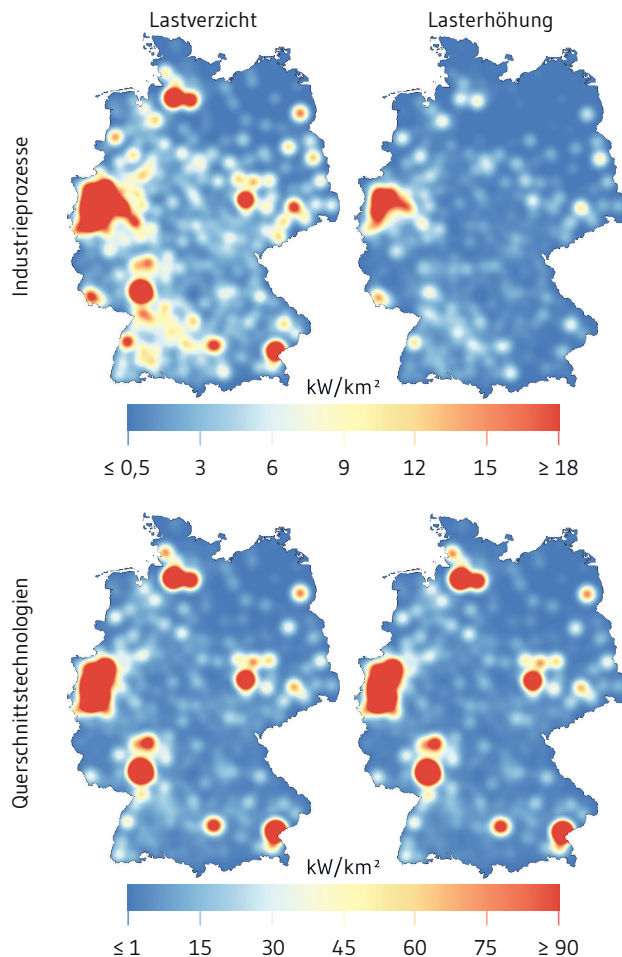 Lastverzicht
Lasterhöhung
Industrieprozesse
kW/km²
≤ 0,5 3 6 9 12 15 ≥ 18
Querschnittstechnologien
kW/km²
≤ 1 15 30 45 60 75 ≥ 90